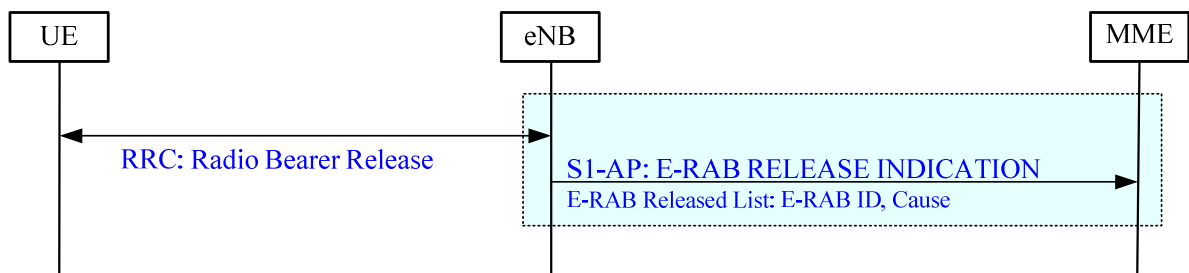 UE
eNB
MME
RRC: Radio Bearer Release
S1-AP: E-RAB RELEASE INDICATION
E-RAB Released List: E-RAB ID, Cause